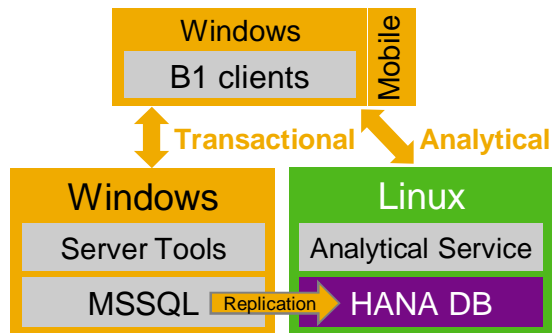 Windows
B1 clients
Mobile
Transactional
Analytical
Windows
Server Tools
MSSQL
Replication
Linux
Analytical Service
HANA DB